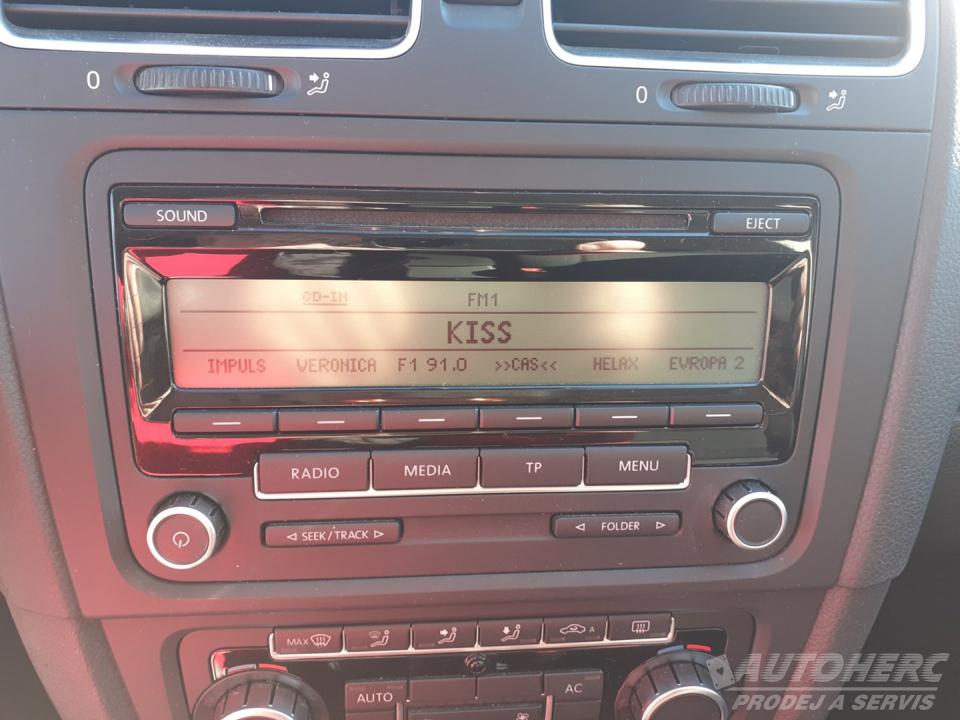 0
0
SOUND
EJECT
CD-IN FM1
KISS
IMPULS VERONICA F1 91.0 >>CAS<< HELAX EVROPA 2
RADIO MEDIA TP MENU
SEEK/TRACK
FOLDER
MAX
A
AUTO
AC
AUTOHERC
PRODEJ A SERVIS